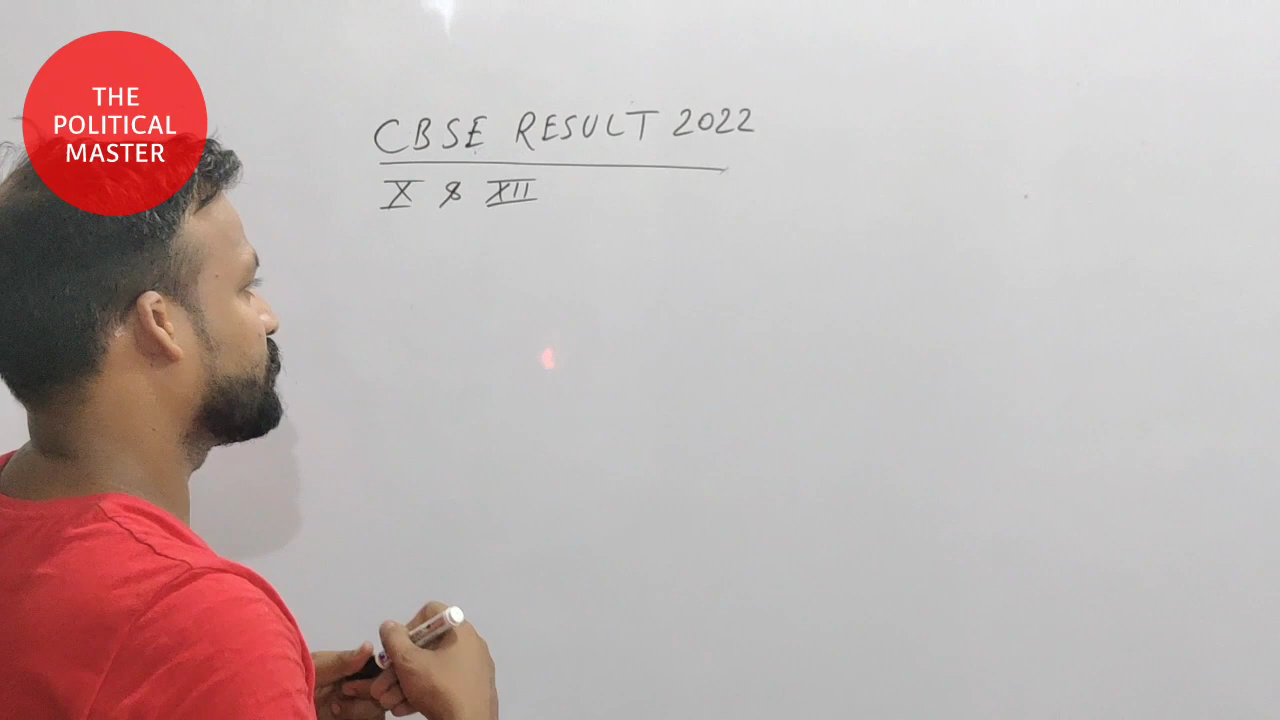 THE
POLITICAL
MASTER
CBSE RESULT 2022
X & XII